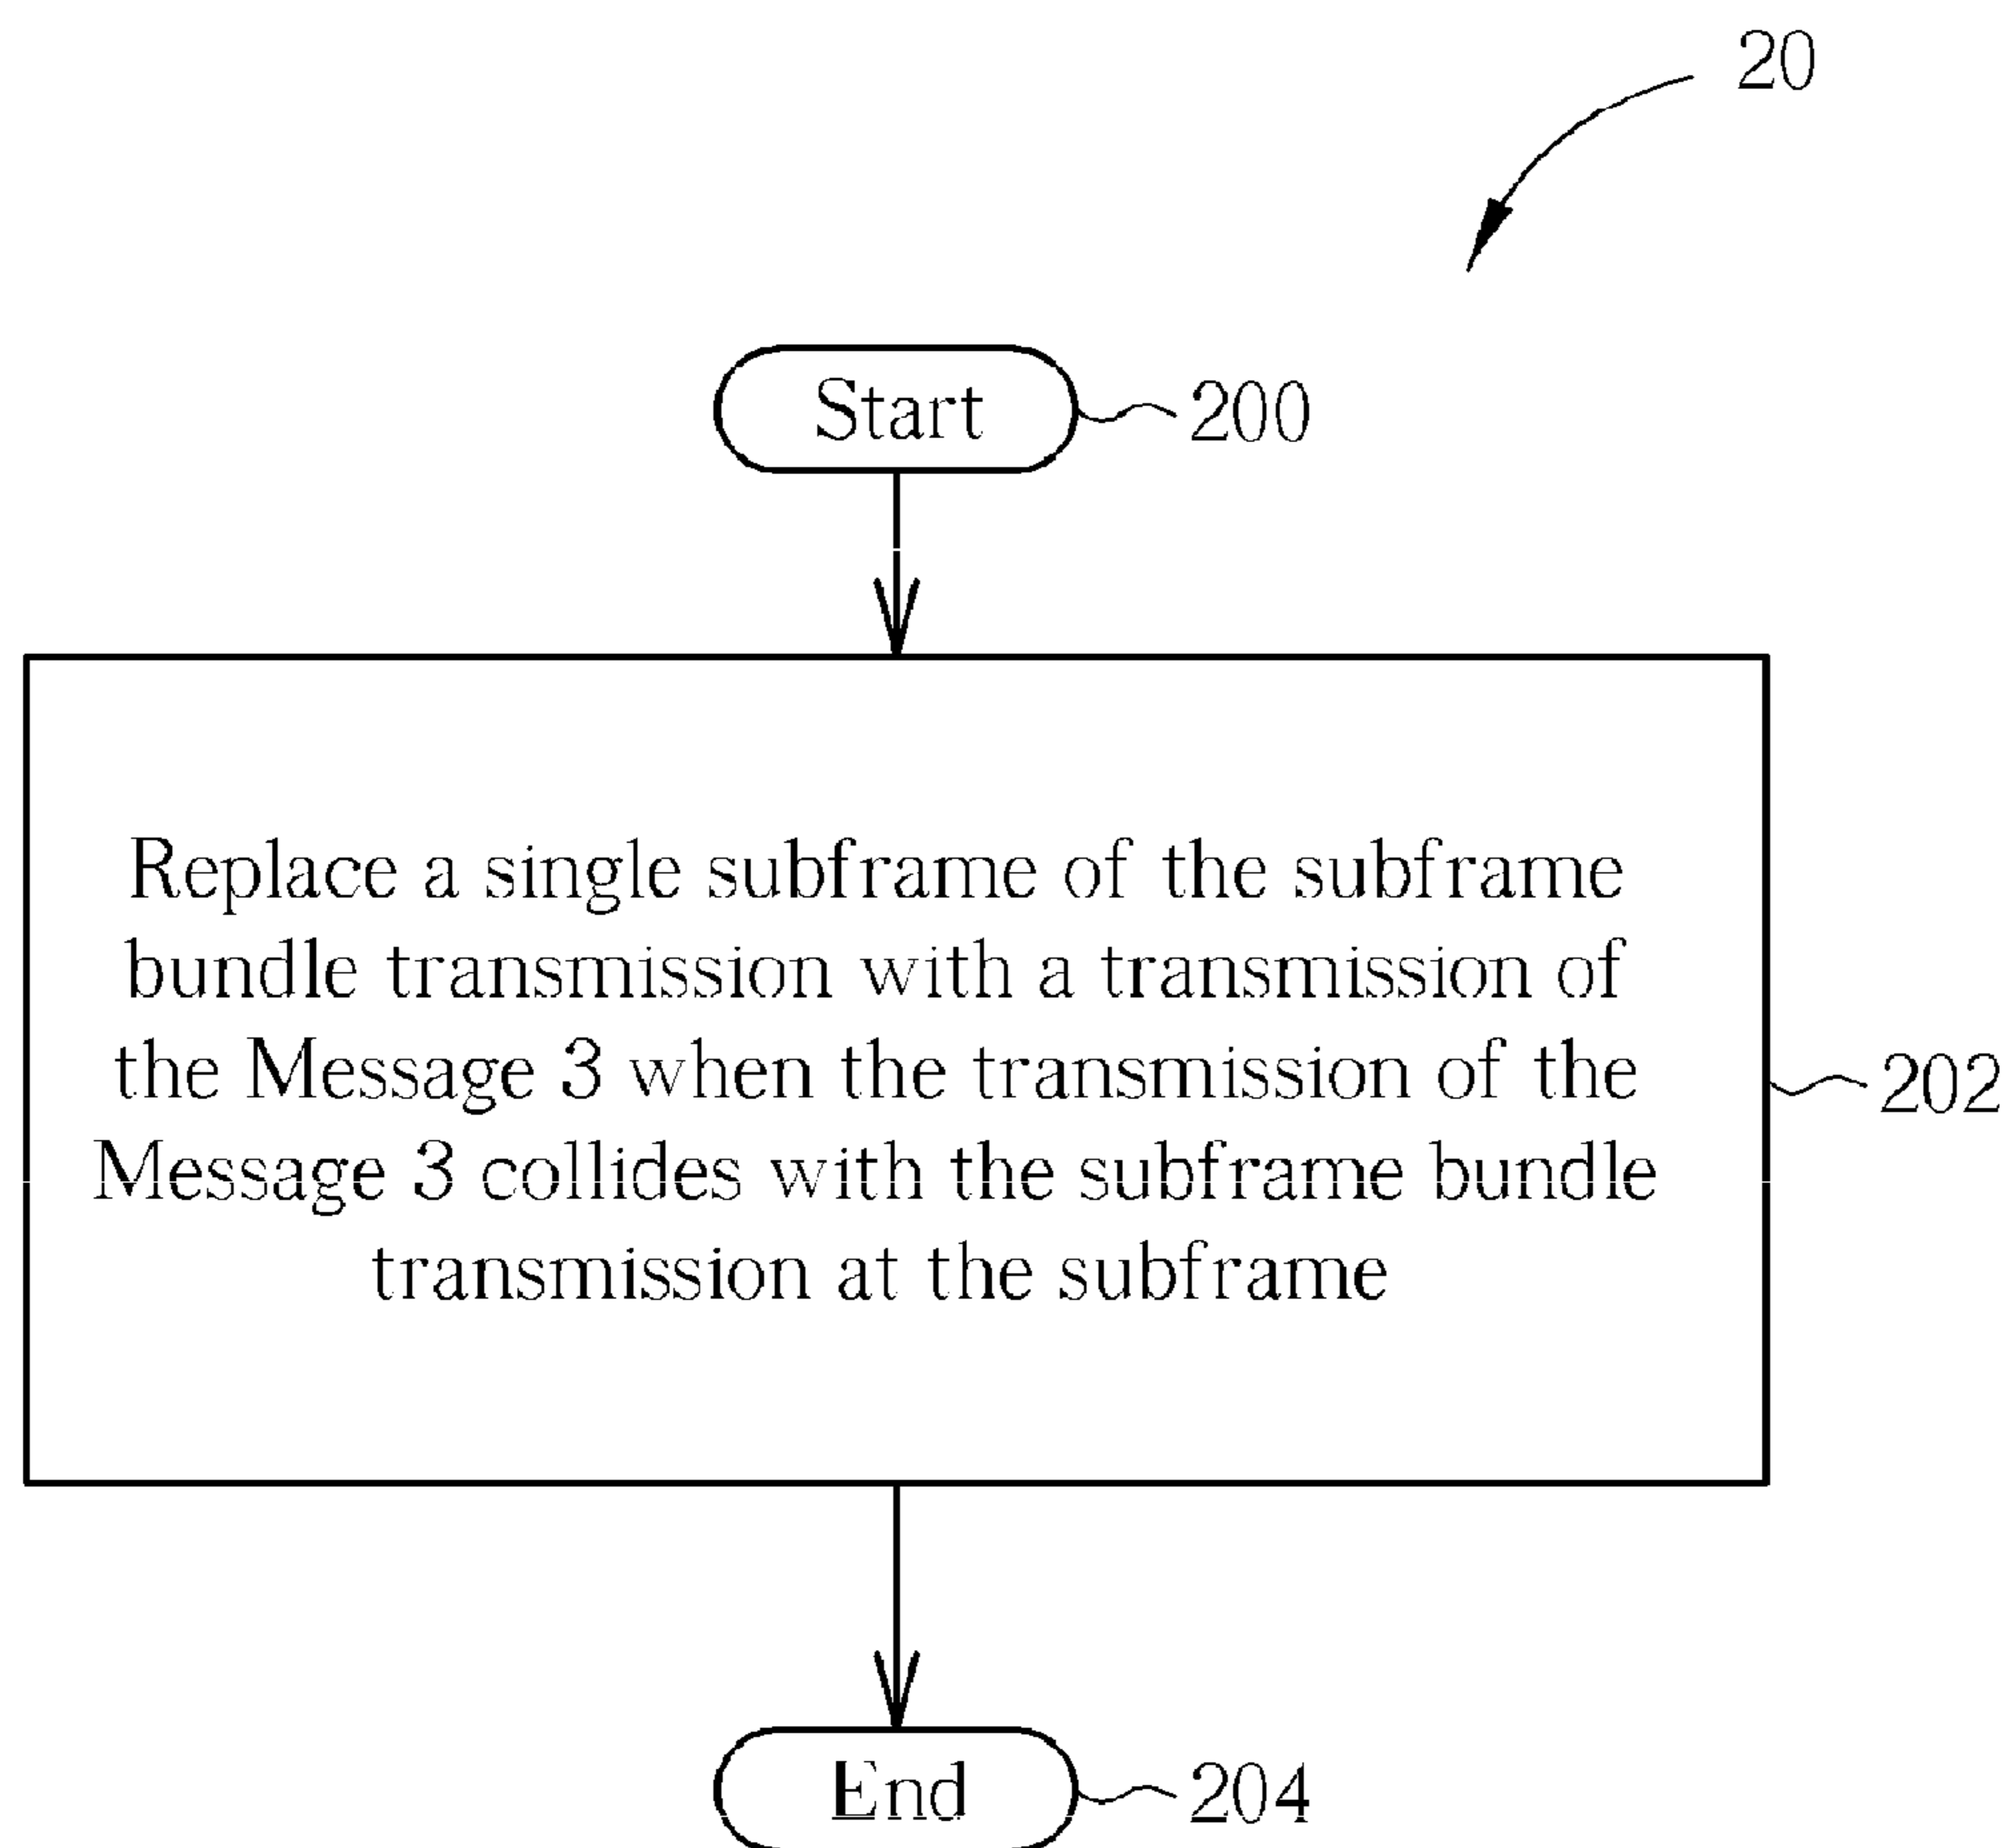 20
Start
200
Replace a single subframe of the subframe
bundle transmission with a transmission of
the Message 3 when the transmission of the
Message 3 collides with the subframe bundle
transmission at the subframe
202
End
204